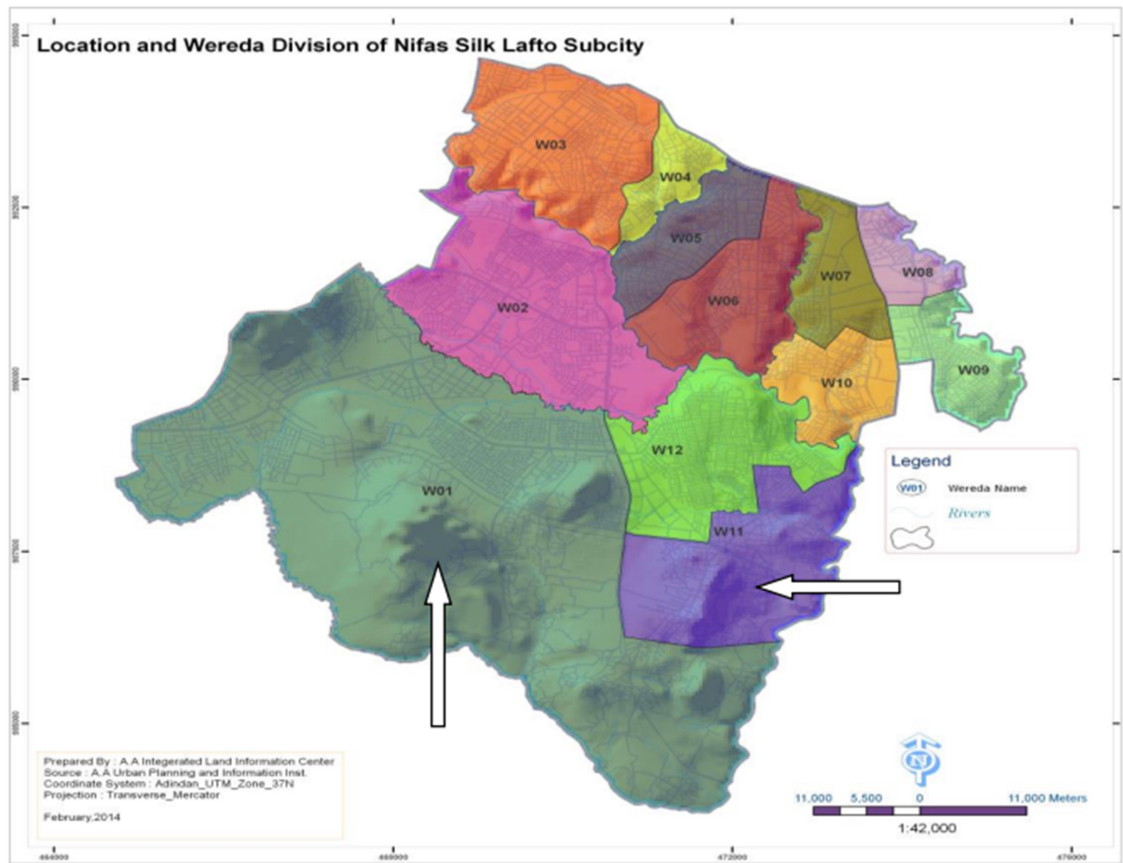 Location and Wereda Division of Nifas Silk Lafto Subcity
W03
W04
W05
W07
W08
W06
W02
W09
W10
W12
W01
W11
Legend
W01 Wereda Name
Rivers
Prepared By : A.A Integerated Land Information Center
Source : A.A Urban Planning and Information Inst.
Coordinate System : Adindan_UTM_Zone_37N
Projection : Transverse_Mercator
February,2014
N
11,000 5,500 0 11,000 Meters
1:42,000
472000